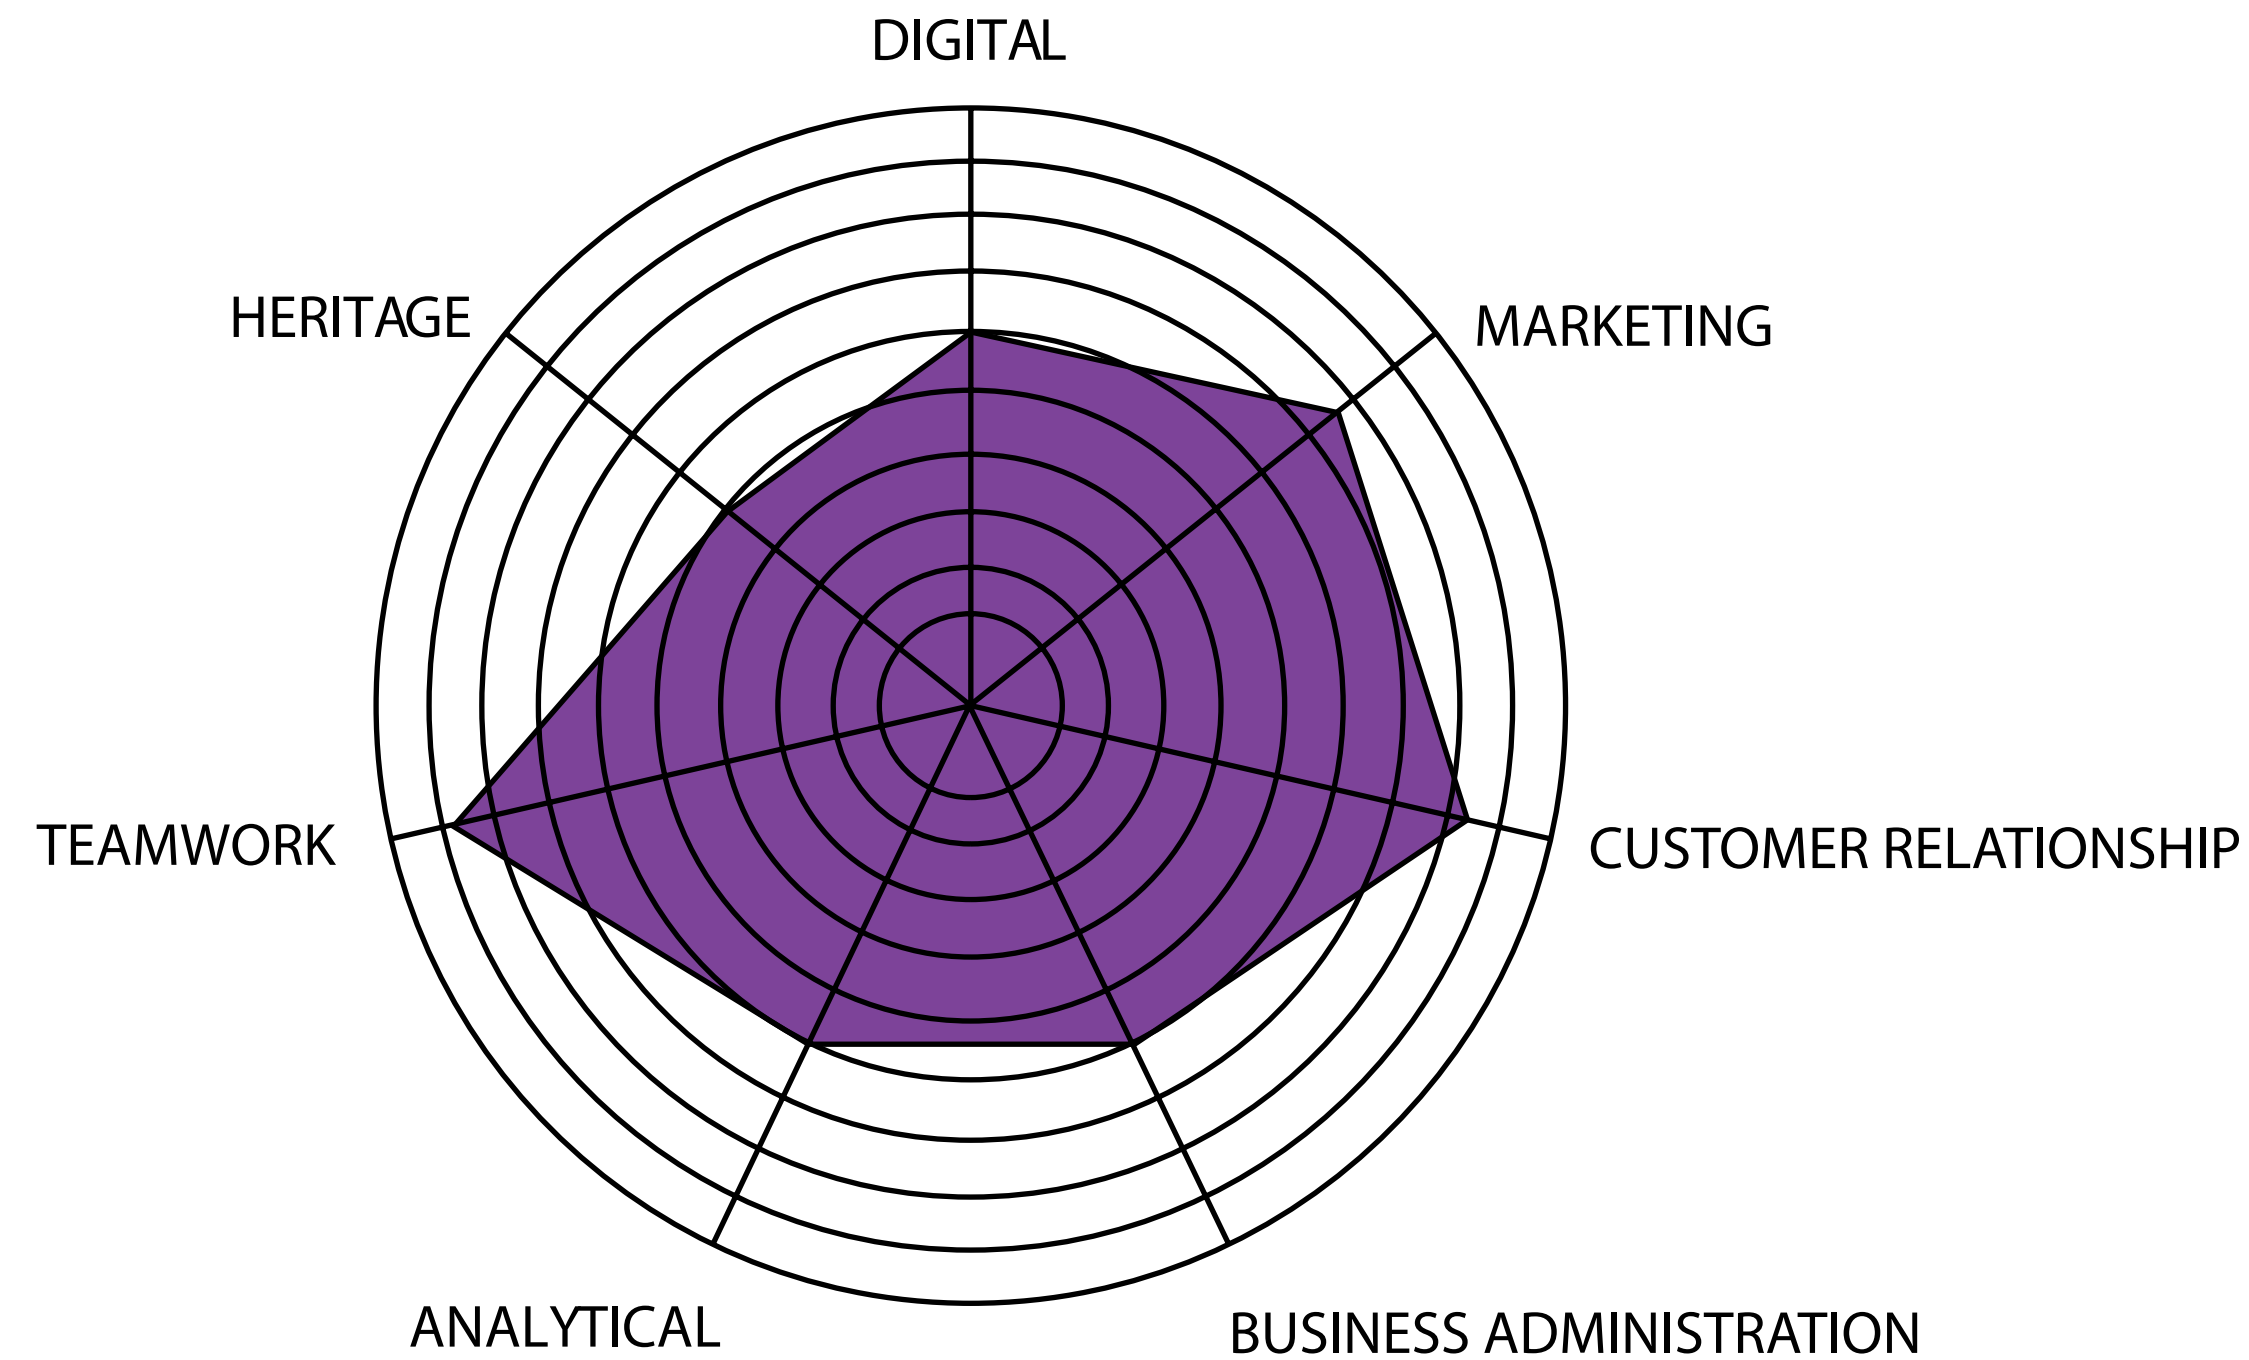 DIGITAL
HERITAGE
MARKETING
TEAMWORK
CUSTOMER RELATIONSHIP
ANALYTICAL
BUSINESS ADMINISTRATION